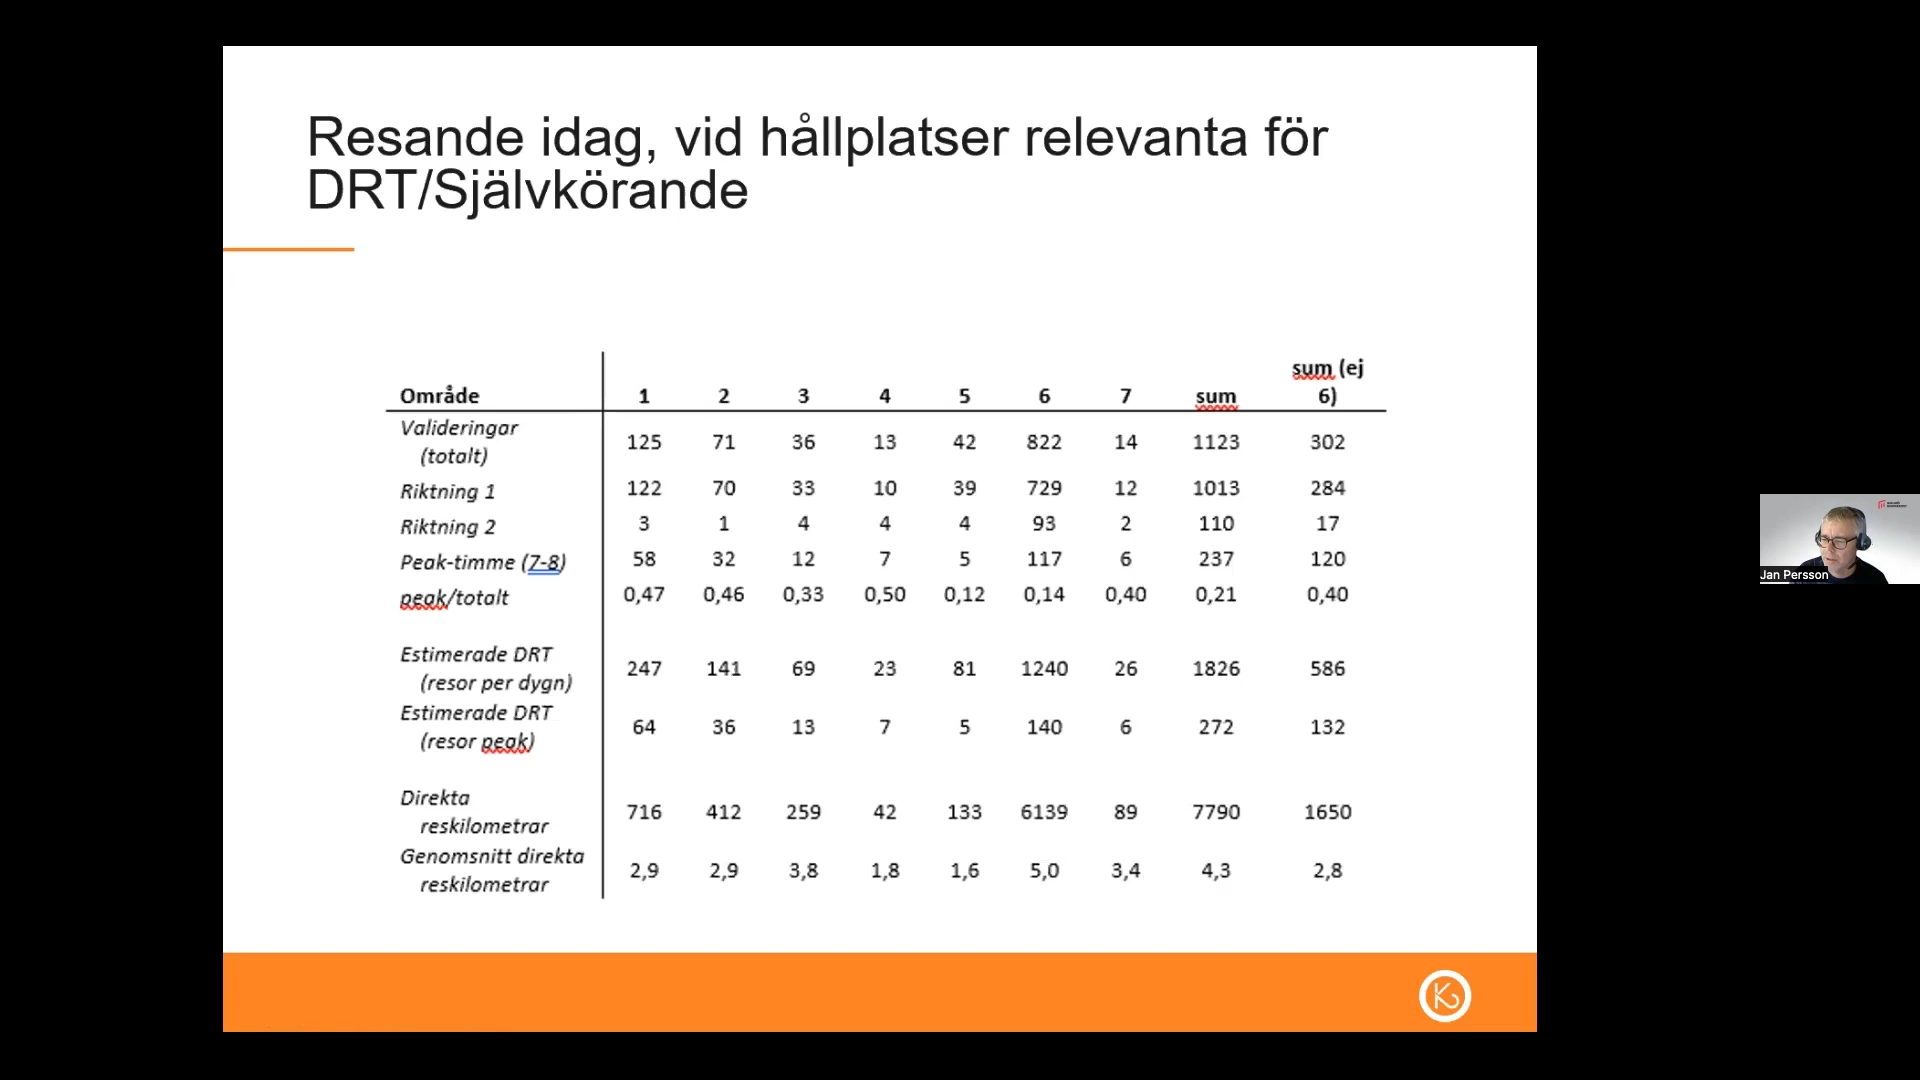 Resande idag, vid hållplatser relevanta för
DRT/Självkörande
Område 1 2 3 4 5 6 7 sum sum (ej 6)
Valideringar (totalt) 125 71 36 13 42 822 14 1123 302
Riktning 1 122 70 33 10 39 729 12 1013 284
Riktning 2 3 1 4 4 4 93 2 110 17
Peak-timme (7-8) 58 32 12 7 5 117 6 237 120
peak/totalt 0,47 0,46 0,33 0,50 0,12 0,14 0,40 0,21 0,40
Estimerade DRT (resor per dygn) 247 141 69 23 81 1240 26 1826 586
Estimerade DRT (resor peak) 64 36 13 7 5 140 6 272 132
Direkta reskilometrar 716 412 259 42 133 6139 89 7790 1650
Genomsnitt direkta reskilometrar 2,9 2,9 3,8 1,8 1,6 5,0 3,4 4,3 2,8
Jan Persson